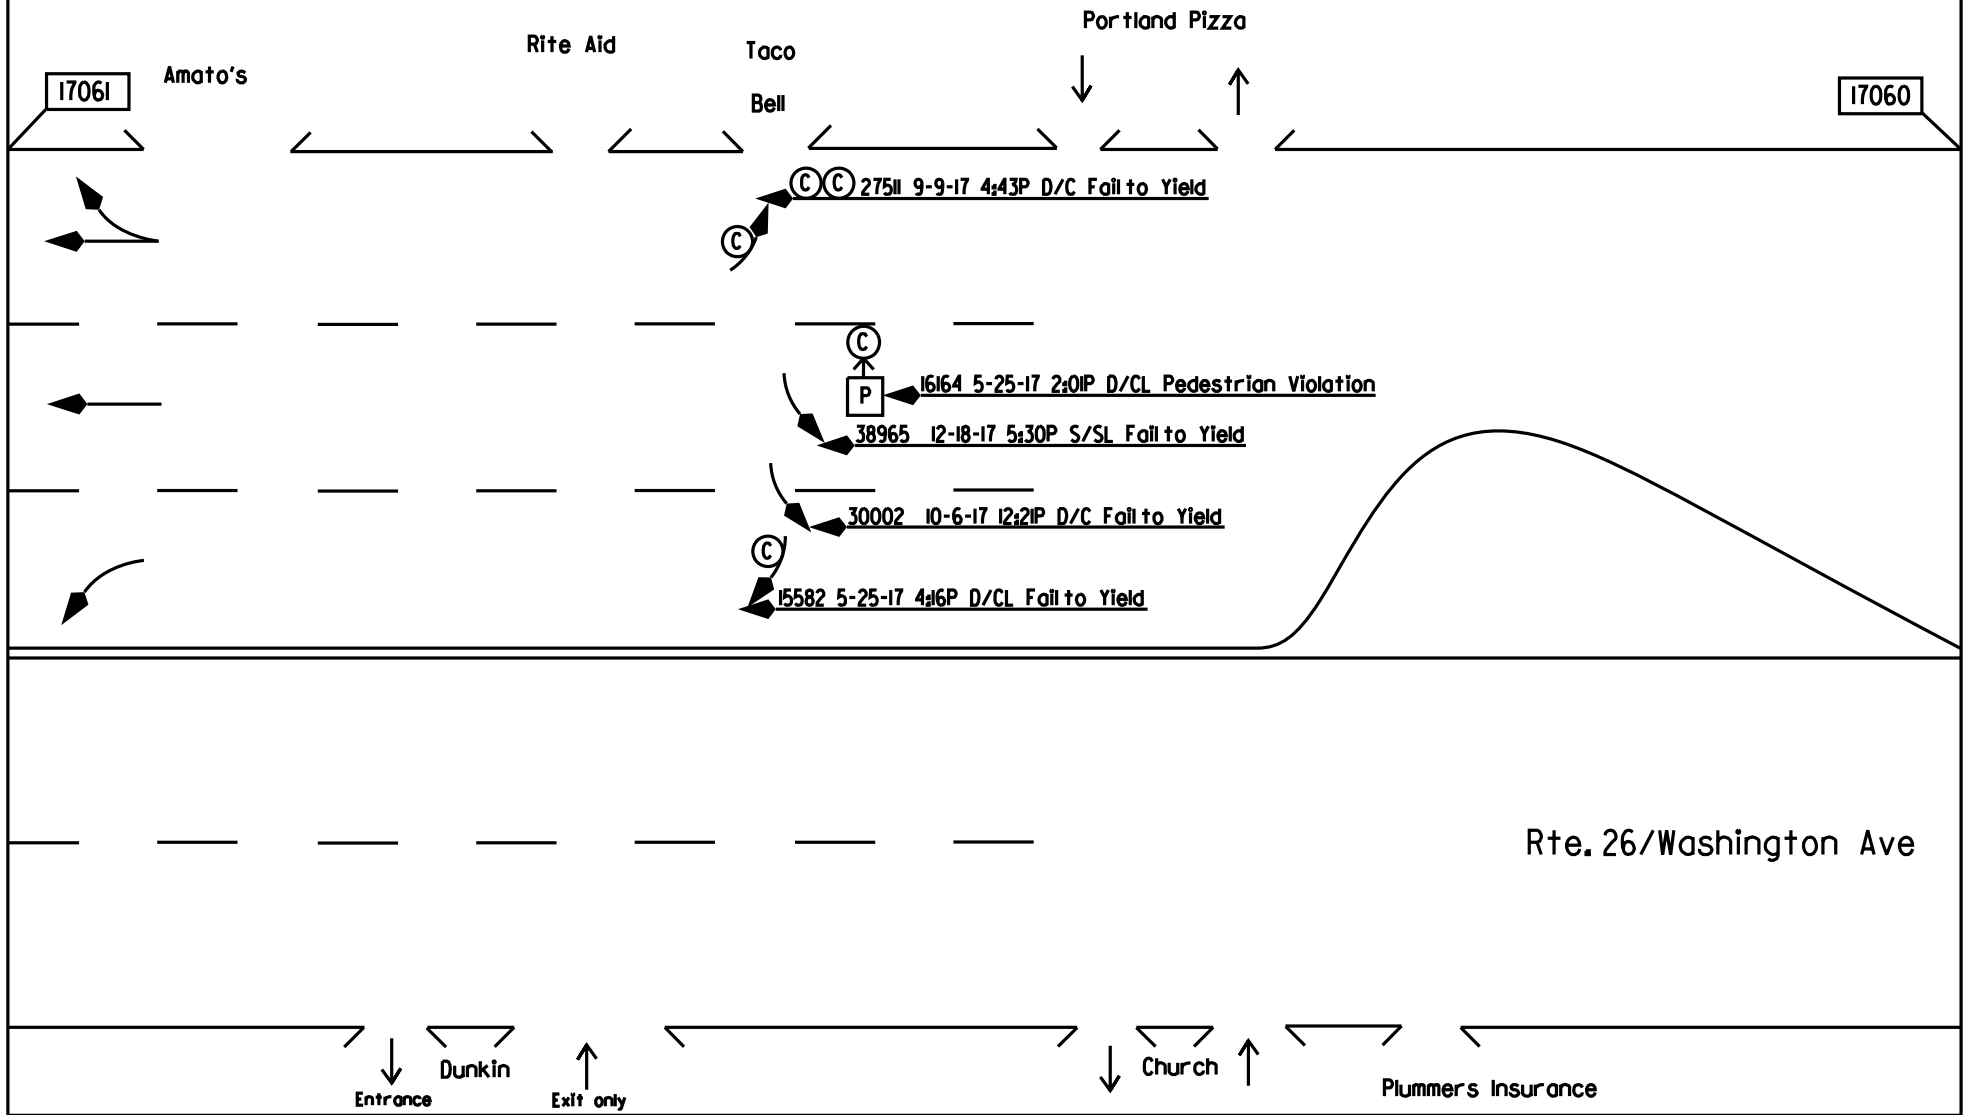 Portland Pizza
Rite Aid
Taco
Bell
Amato's
17061
17060
C C 27511 9-9-17 4:43P D/C Fail to Yield
C
C
P 16164 5-25-17 2:01P D/CL Pedestrian Violation
38965 12-18-17 5:30P S/SL Fail to Yield
30002 10-6-17 12:21P D/C Fail to Yield
C
15582 5-25-17 4:16P D/CL Fail to Yield
Rte. 26/Washington Ave
Dunkin
Church
Plummers Insurance
Entrance
Exit only